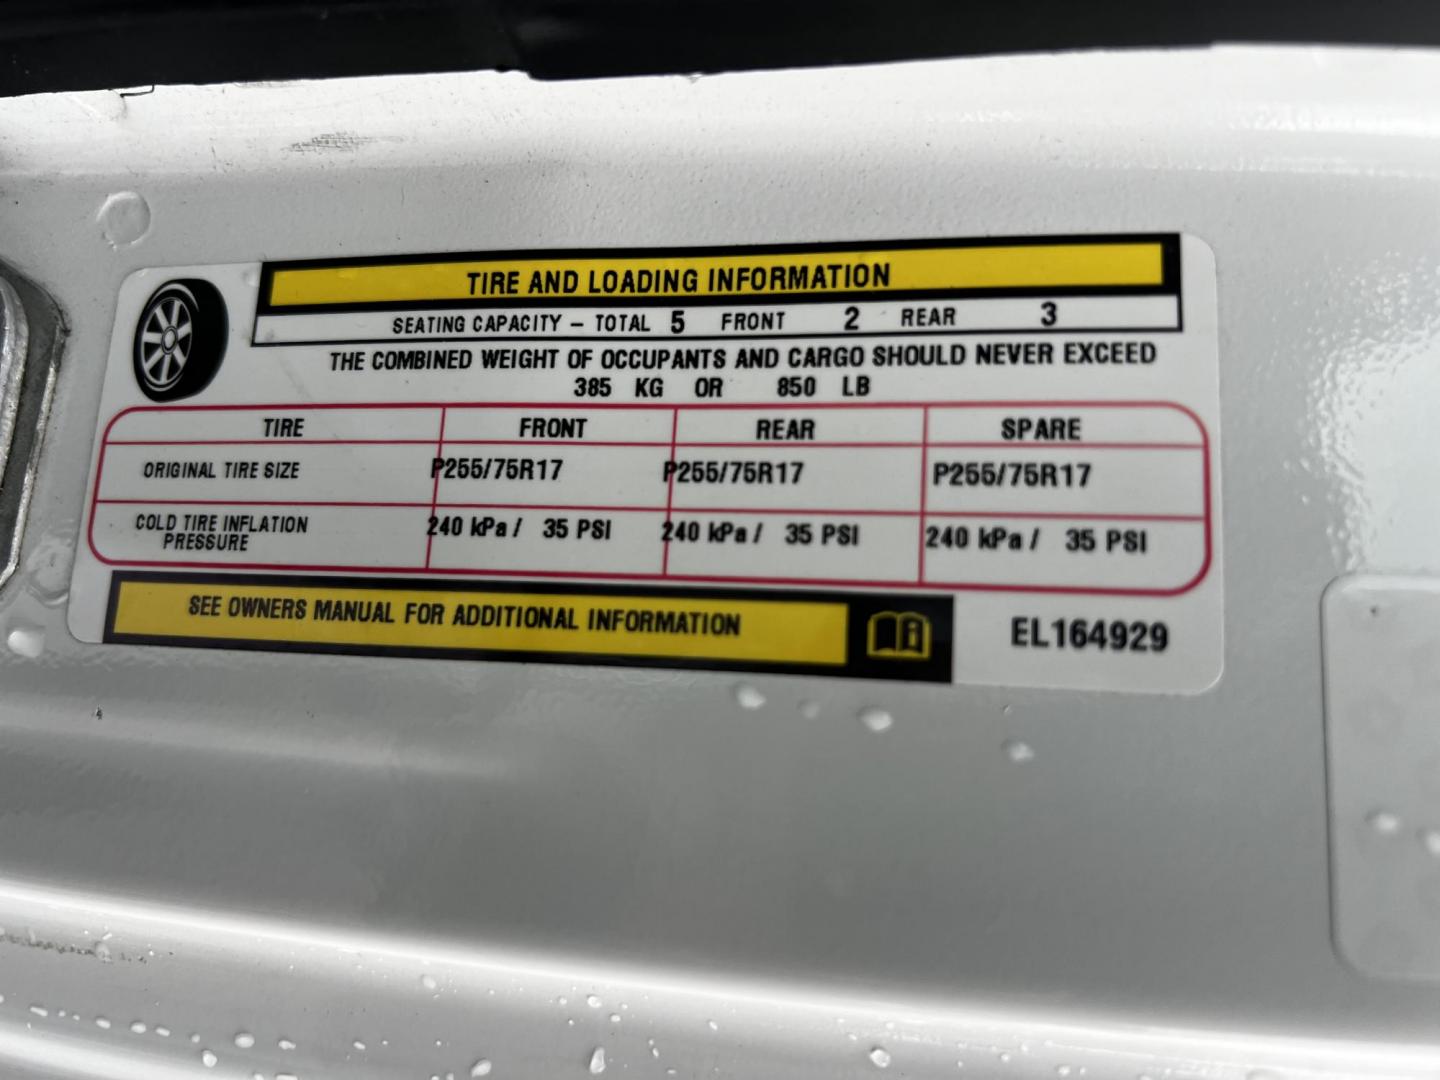 TIRE AND LOADING INFORMATION
SEATING CAPACITY – TOTAL 5 FRONT 2 REAR 3
THE COMBINED WEIGHT OF OCCUPANTS AND CARGO SHOULD NEVER EXCEED
385 KG OR 850 LB
TIRE FRONT REAR SPARE
ORIGINAL TIRE SIZE P255/75R17 P255/75R17 P255/75R17
COLD TIRE INFLATION PRESSURE 240 kPa / 35 PSI 240 kPa / 35 PSI 240 kPa / 35 PSI
SEE OWNERS MANUAL FOR ADDITIONAL INFORMATION
EL164929